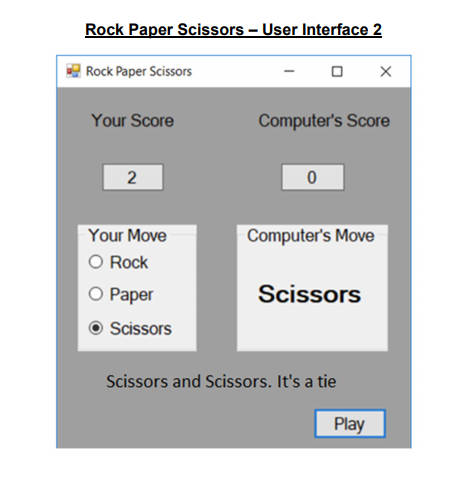 Rock Paper Scissors – User Interface 2
Rock Paper Scissors
Your Score
Computer's Score
2
0
Your Move
Rock
Paper
Scissors
Computer's Move
Scissors
Scissors and Scissors. It's a tie
Play